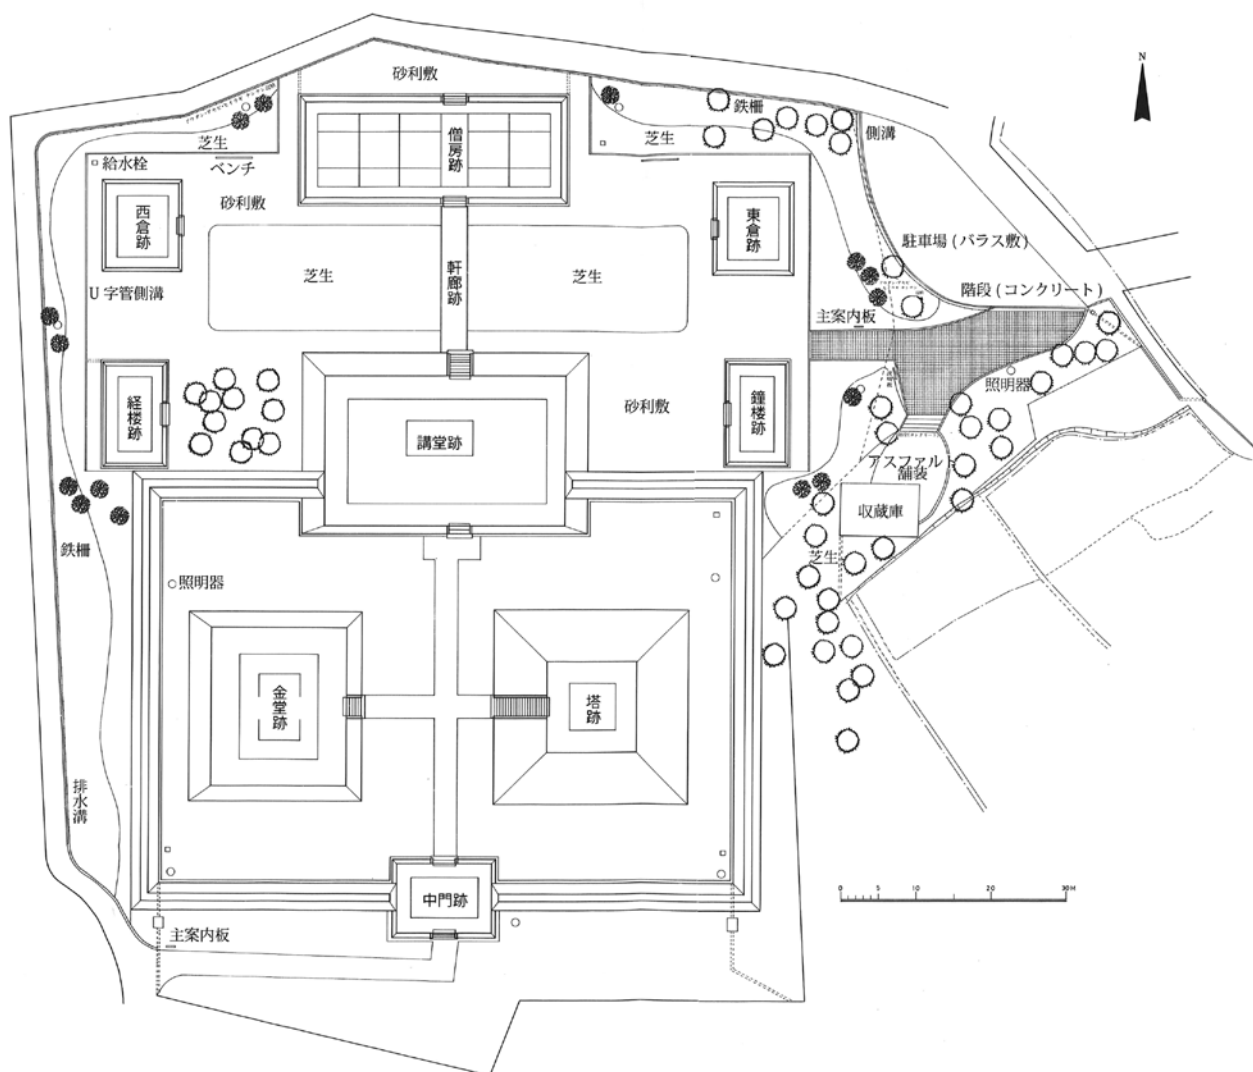 N
砂利敷
鉄柵
側溝
芝生
芝生
給水栓
ベンチ
僧房跡
砂利敷
西倉跡
東倉跡
駐車場(バラス敷)
芝生
軒廊跡
芝生
U字管側溝
階段(コンクリート)
主案内板
照明器
経楼跡
砂利敷
鐘楼跡
講堂跡
アスファルト
舗装
収蔵庫
鉄柵
芝生
照明器
金堂跡
塔跡
排水溝
中門跡
主案内板
0 5 10 20 30M